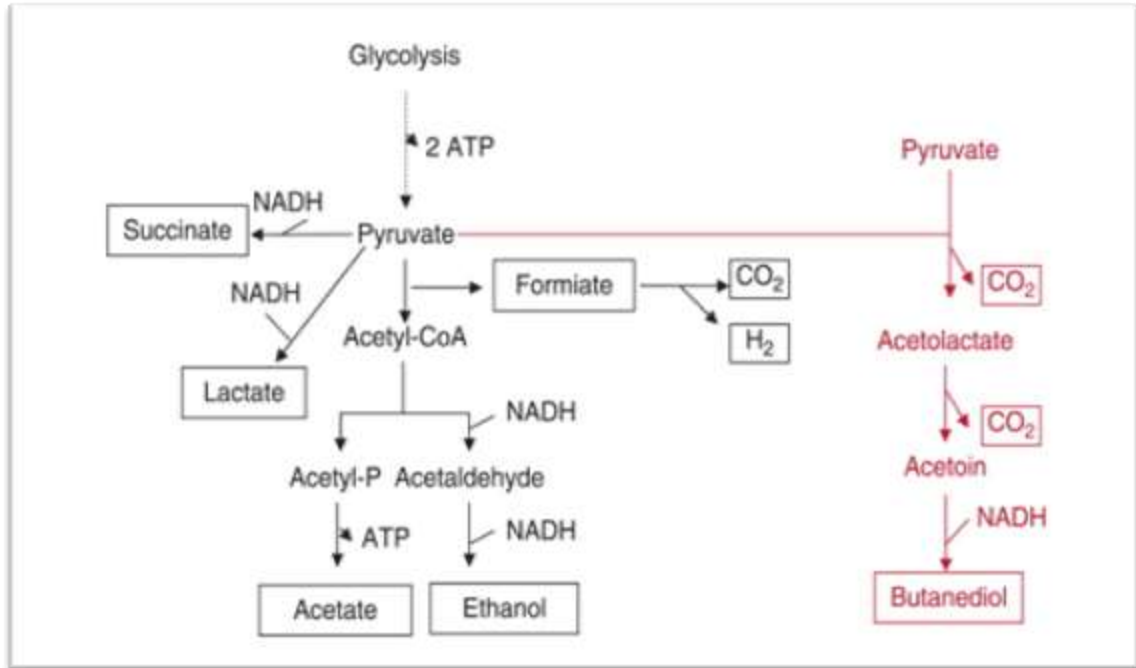 Glycolysis
2 ATP
Pyruvate
NADH
Succinate
Pyruvate
CO2
NADH
Formiate
CO2
Acetyl-CoA
H2
Acetolactate
Lactate
NADH
CO2
Acetyl-P
Acetaldehyde
Acetoin
ATP
NADH
NADH
Acetate
Ethanol
Butanediol